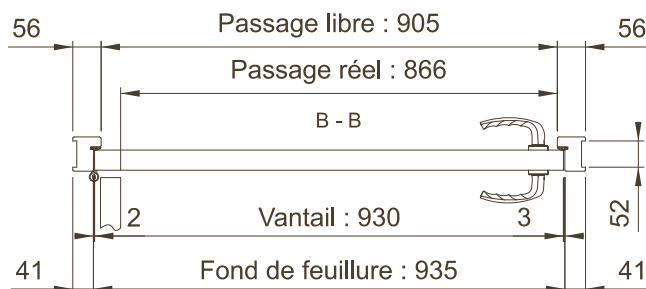 56 Passage libre : 905 56
Passage réel : 866
B - B
52
2 Vantail : 930 3
41 Fond de feuillure : 935 41